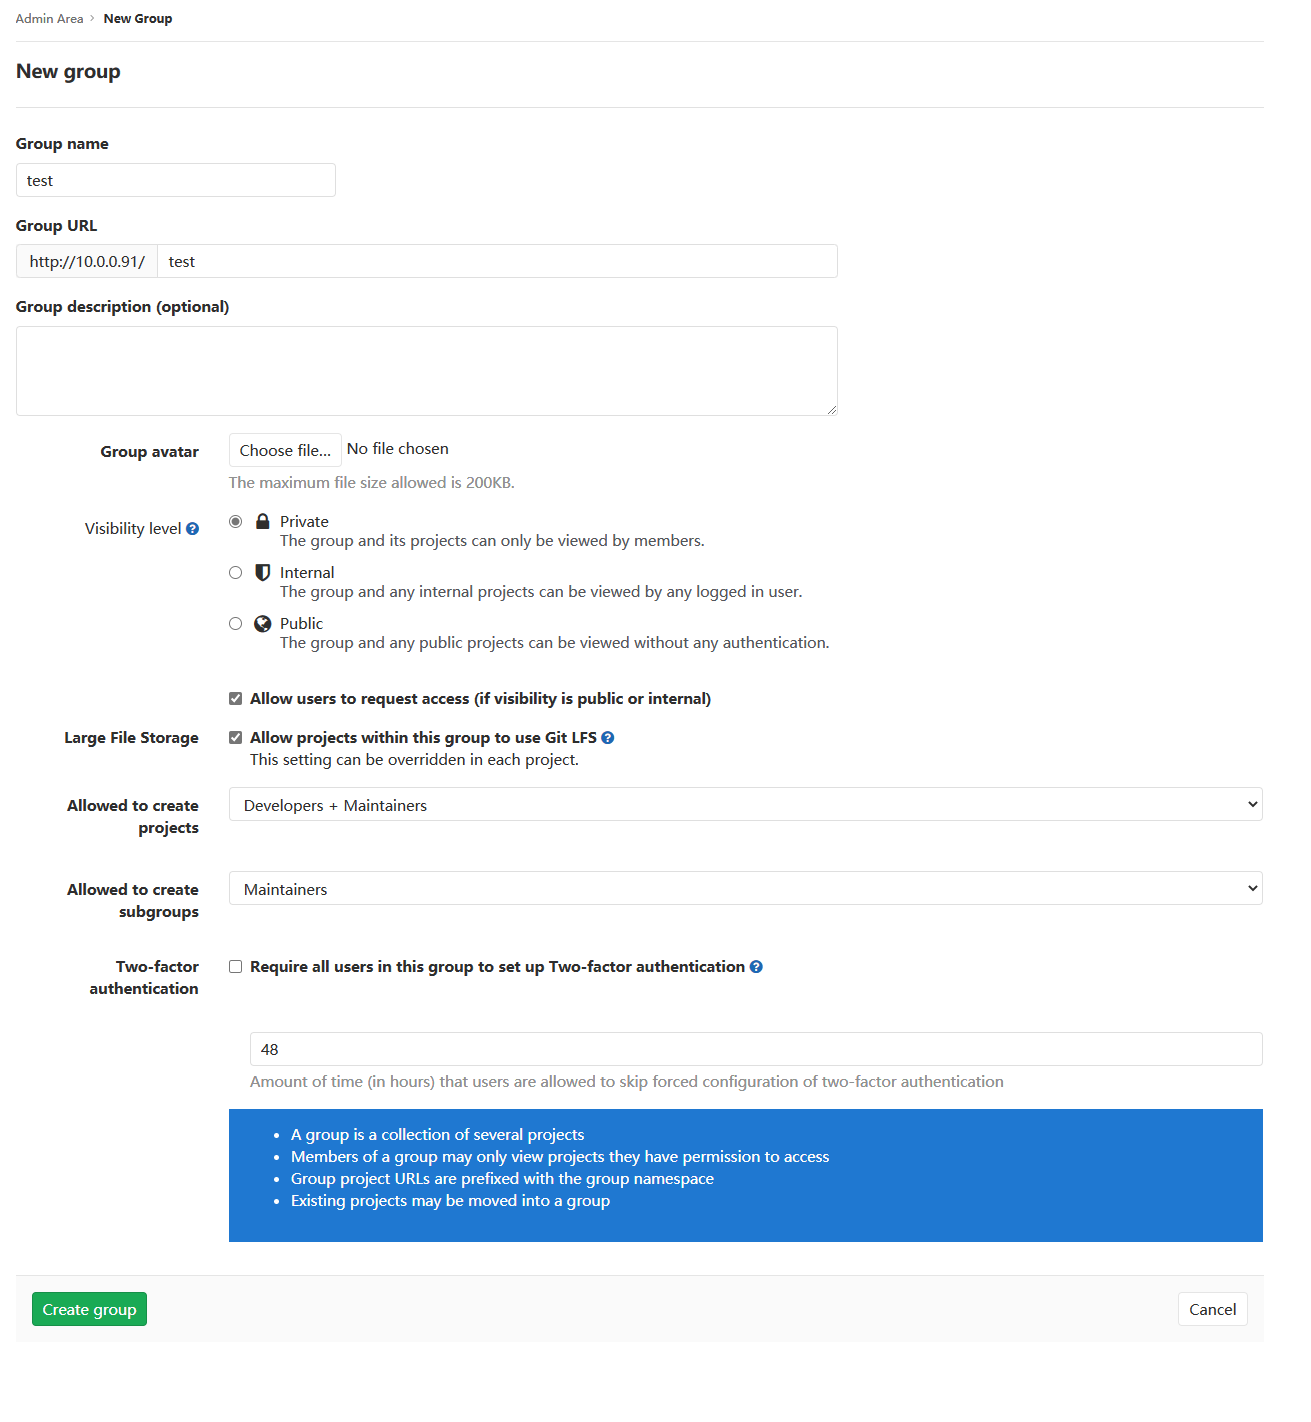 Admin Area › New Group
New group
Group name
test
Group URL
http://10.0.0.91/ test
Group description (optional)
Group avatar Choose file... No file chosen
The maximum file size allowed is 200KB.
Visibility level Private
The group and its projects can only be viewed by members.
Internal
The group and any internal projects can be viewed by any logged in user.
Public
The group and any public projects can be viewed without any authentication.
Allow users to request access (if visibility is public or internal)
Large File Storage Allow projects within this group to use Git LFS
This setting can be overridden in each project.
Allowed to create
projects
Developers + Maintainers
Allowed to create
subgroups
Maintainers
Two-factor
authentication
Require all users in this group to set up Two-factor authentication
48
Amount of time (in hours) that users are allowed to skip forced configuration of two-factor authentication
• A group is a collection of several projects
• Members of a group may only view projects they have permission to access
• Group project URLs are prefixed with the group namespace
• Existing projects may be moved into a group
Create group Cancel